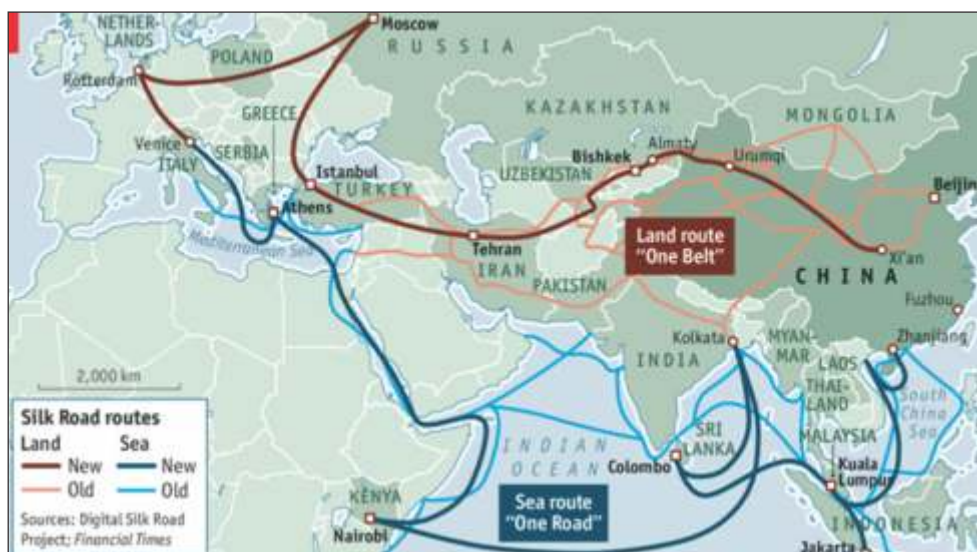 NETHER-
LANDS
Rotterdam
POLAND
Moscow
RUSSIA
GREECE
Venice
ITALY
SERBIA
Istanbul
TURKEY
Athens
Mediterranean Sea
KAZAKHSTAN
MONGOLIA
Bishkek
Almaty
Urumqi
UZBEKISTAN
Beijin
Tehran
IRAN
Land route
"One Belt"
Xi'an
CHINA
PAKISTAN
Fuzhou
Kolkata
Zhanjiang
INDIA
MYAN-
MAR
LAOS
THAI-
LAND
South
China
Sea
2,000 km
Silk Road routes
Land
Sea
New
New
Old
Old
Sources: Digital Silk Road
Project; Financial Times
INDIAN
OCEAN
SRI
LANKA
Colombo
MALAYSIA
Kuala
Lumpur
KENYA
Nairobi
Sea route
"One Road"
INDONESIA
Jakarta